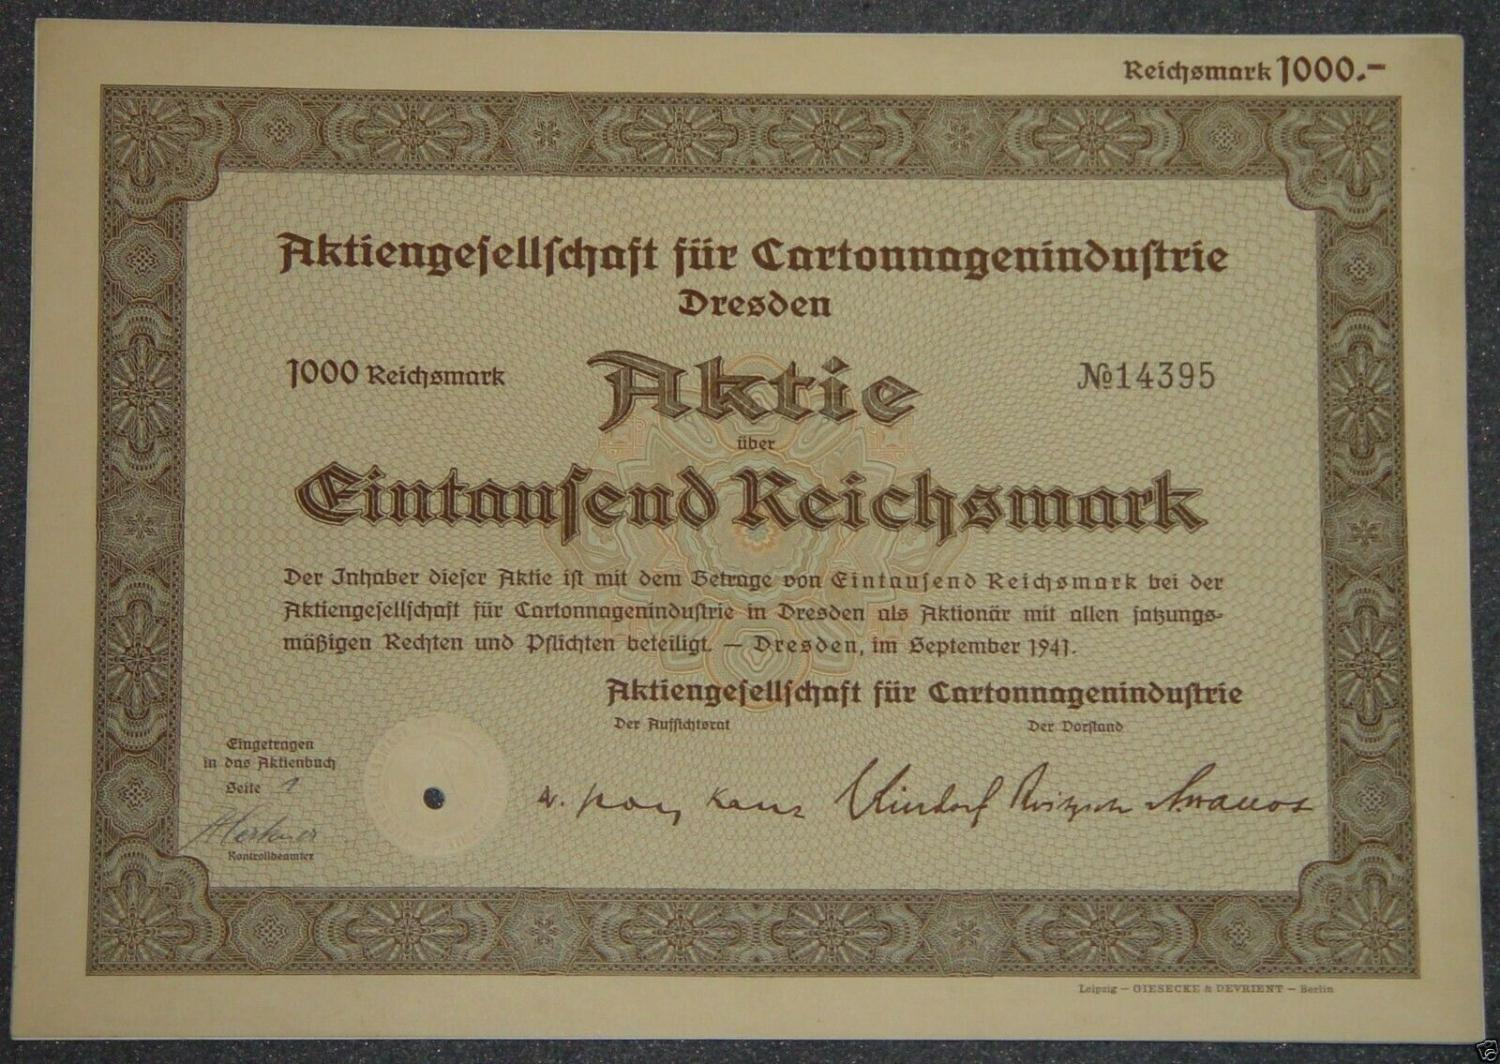 Reichsmark 1000.–
Aktiengesellschaft für Cartonnagenindustrie
Dresden
1000 Reichsmark
Aktie
№14395
über
Eintausend Reichsmark
Der Inhaber dieser Aktie ist mit dem Betrage von Eintausend Reichsmark bei der
Aktiengesellschaft für Cartonnagenindustrie in Dresden als Aktionär mit allen satzungs-
mäßigen Rechten und Pflichten beteiligt. — Dresden, im September 1941.
Aktiengesellschaft für Cartonnagenindustrie
Der Aufsichtsrat
Der Vorstand
Eingetragen
in das Aktienbuch
Seite 1
Kontrollbeamter
Leipzig — GIESECKE & DEVRIENT — Berlin